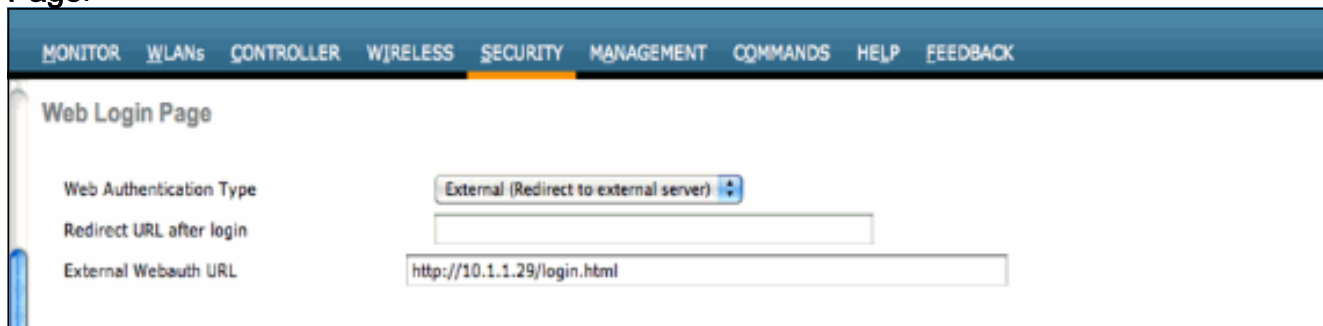 Page.
MONITOR WLANs CONTROLLER WIRELESS SECURITY MANAGEMENT COMMANDS HELP FEEDBACK
Web Login Page
Web Authentication Type External (Redirect to external server)
Redirect URL after login
External Webauth URL http://10.1.1.29/login.html